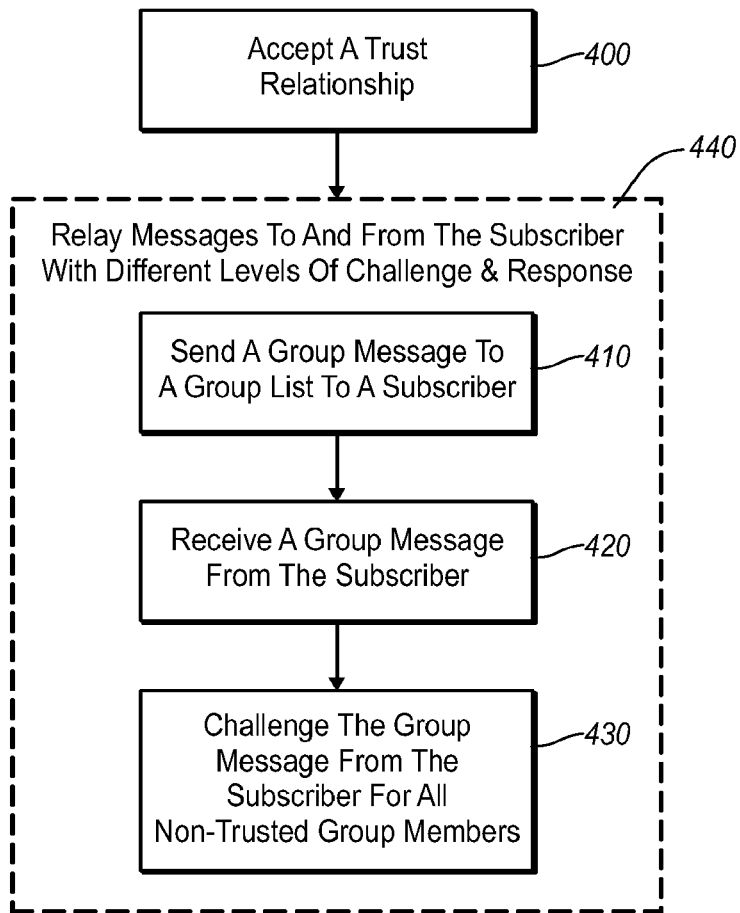 Accept A Trust
Relationship
400
440
Relay Messages To And From The Subscriber
With Different Levels Of Challenge & Response
Send A Group Message To
A Group List To A Subscriber
410
Receive A Group Message
From The Subscriber
420
Challenge The Group
Message From The
Subscriber For All
Non-Trusted Group Members
430